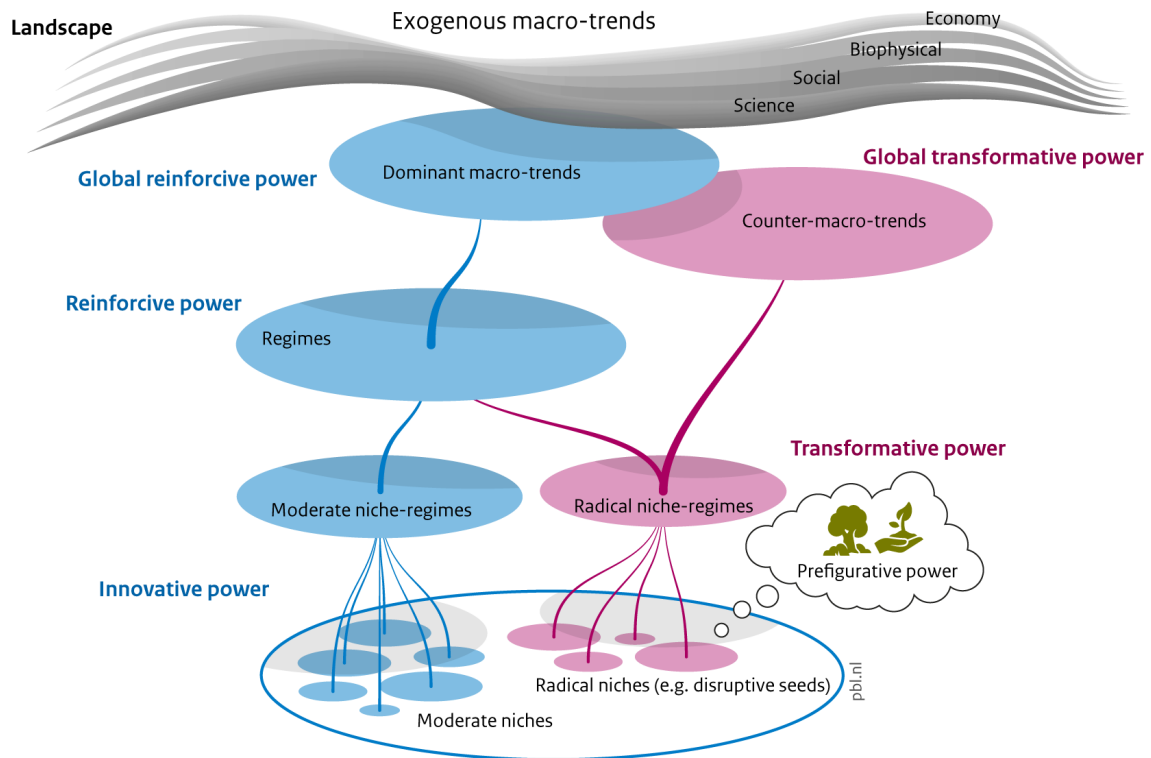 Landscape
Exogenous macro-trends
Economy
Biophysical
Social
Science
Global transformative power
Global reinforcive power
Dominant macro-trends
Counter-macro-trends
Reinforcive power
Regimes
Transformative power
Moderate niche-regimes
Radical niche-regimes
Prefigurative power
Innovative power
Radical niches (e.g. disruptive seeds)
Moderate niches
pbl.nl